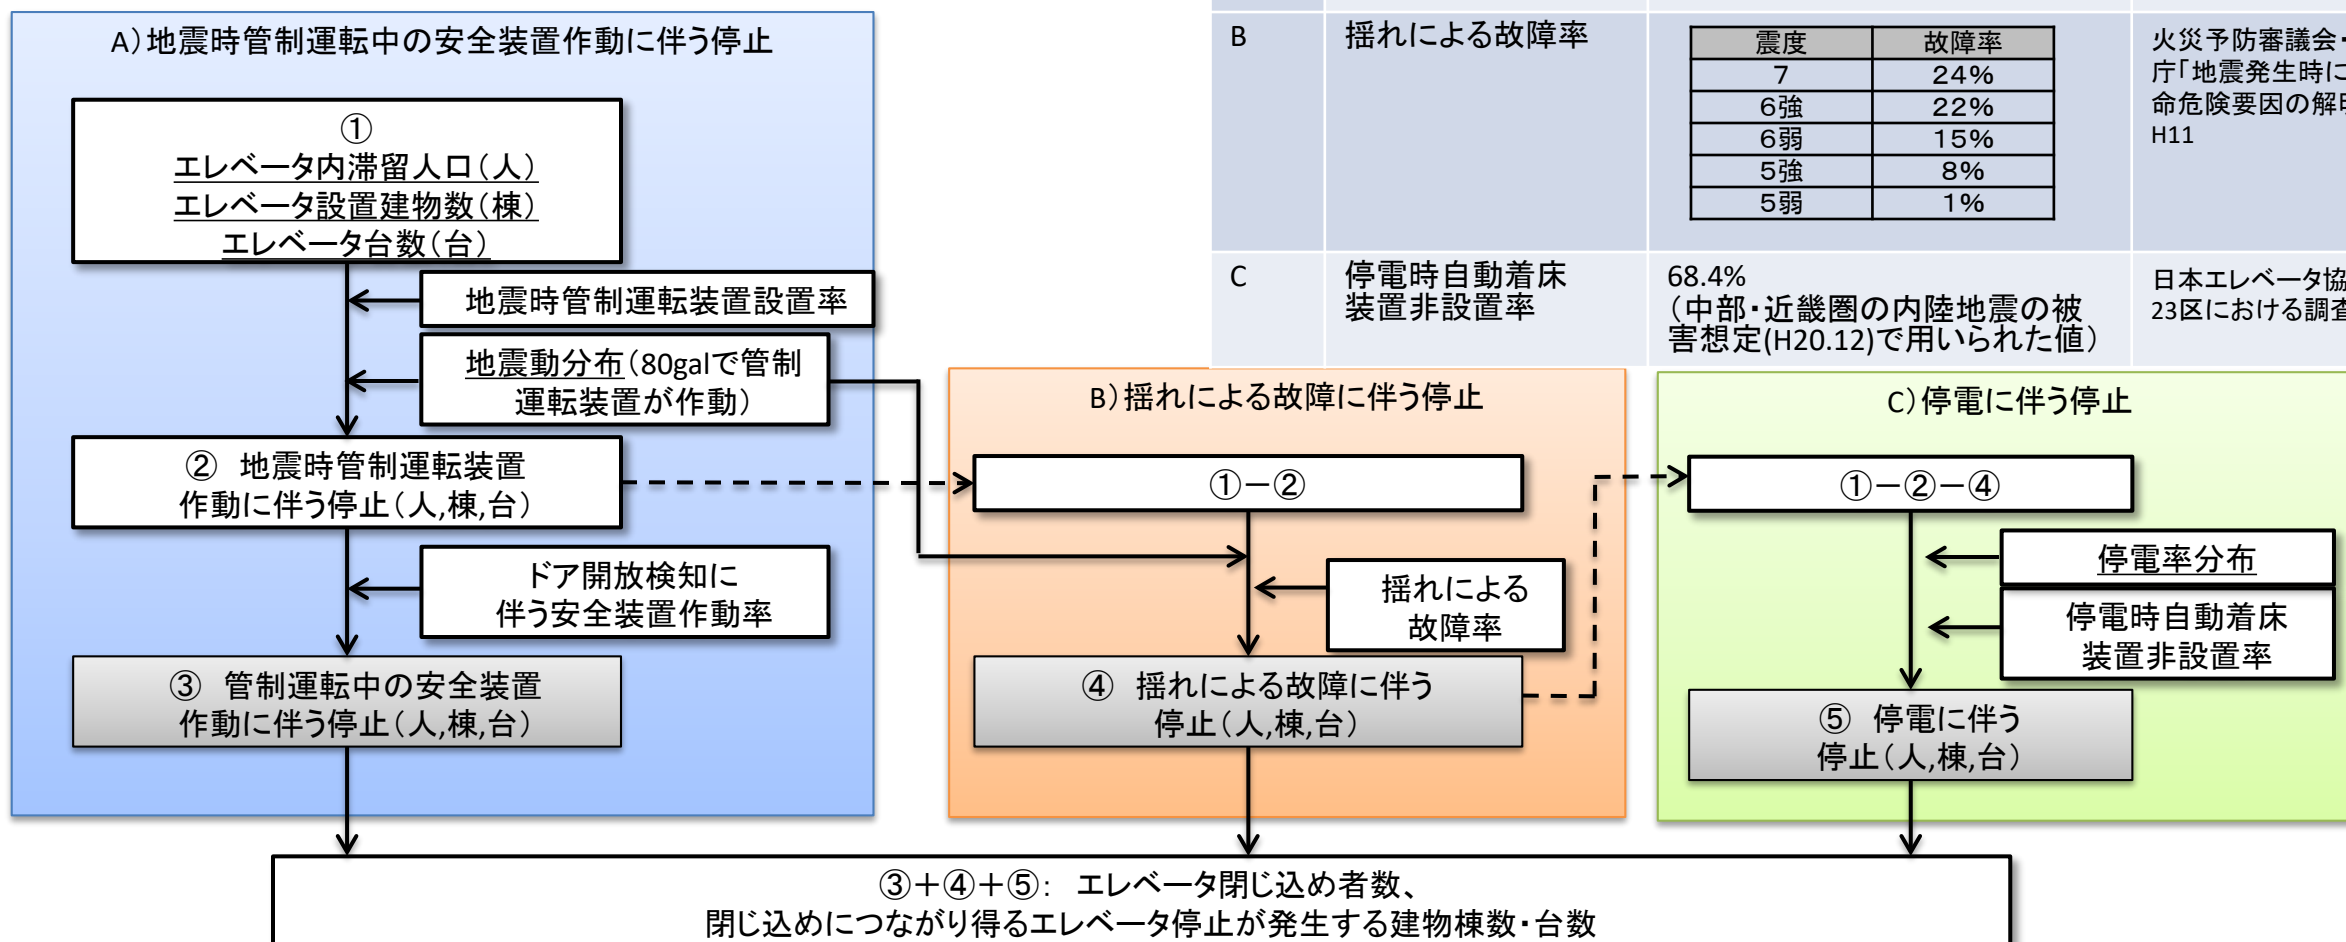 A）地震時管制運転中の安全装置作動に伴う停止
①
エレベータ内滞留人口（人）
エレベータ設置建物数（棟）
エレベータ台数（台）
地震時管制運転装置設置率
地震動分布（80galで管制
運転装置が作動）
② 地震時管制運転装置
作動に伴う停止（人,棟,台）
ドア開放検知に
伴う安全装置作動率
③ 管制運転中の安全装置
作動に伴う停止（人,棟,台）
B
揺れによる故障率
震度 故障率
7 24%
6強 22%
6弱 15%
5強 8%
5弱 1%
火災予防審議会・
庁「地震発生時に
命危険要因の解明
H11
C
停電時自動着床
装置非設置率
68.4%
（中部・近畿圏の内陸地震の被
害想定(H20.12)で用いられた値）
日本エレベータ協
23区における調査
B）揺れによる故障に伴う停止
①－②
揺れによる
故障率
④ 揺れによる故障に伴う
停止（人,棟,台）
C）停電に伴う停止
①－②－④
停電率分布
停電時自動着床
装置非設置率
⑤ 停電に伴う
停止（人,棟,台）
③＋④＋⑤： エレベータ閉じ込め者数、
閉じ込めにつながり得るエレベータ停止が発生する建物棟数・台数